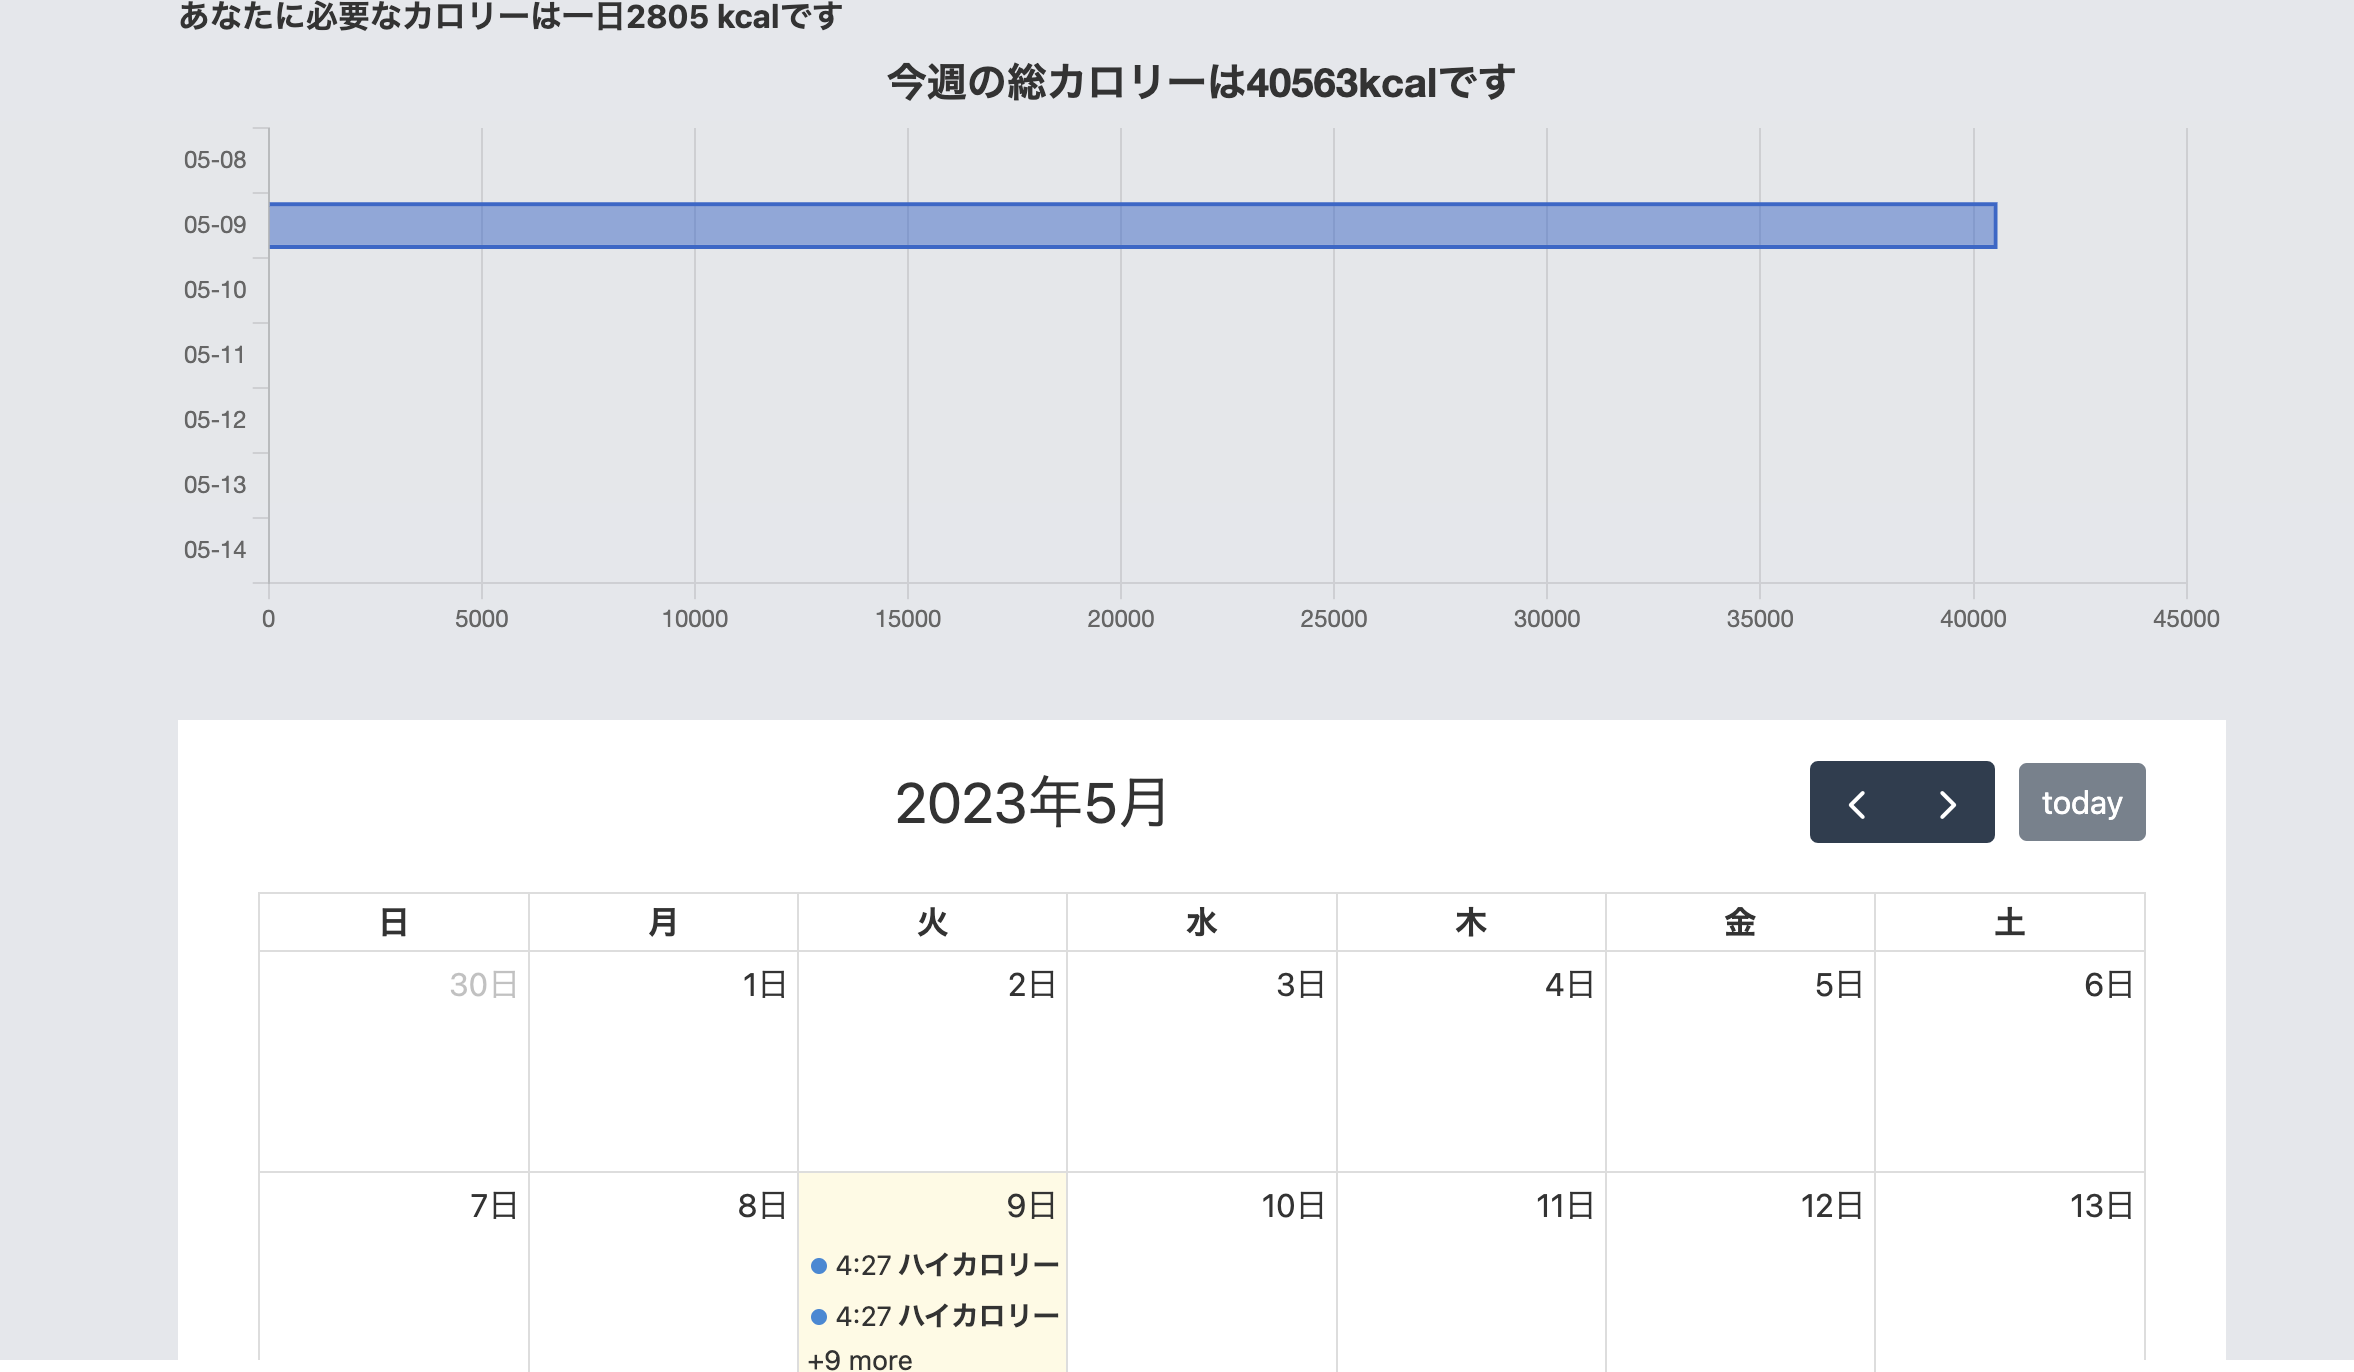 あなたに必要なカロリーは一日2805 kcalです
今週の総カロリーは40563kcalです
05-08
05-09
05-10
05-11
05-12
05-13
05-14
0 5000 10000 15000 20000 25000 30000 35000 40000 45000
2023年5月
today
日 月 火 水 木 金 土
30日 1日 2日 3日 4日 5日 6日
7日 8日 9日 10日 11日 12日 13日
4:27 ハイカロリー
4:27 ハイカロリー
+9 more